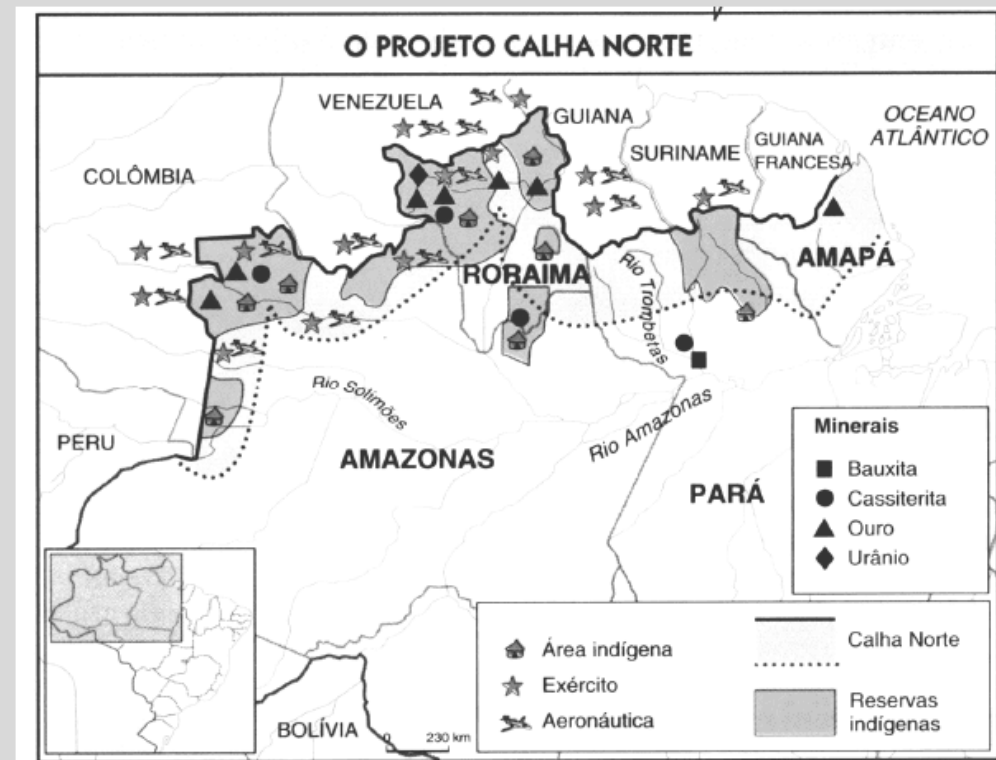 O PROJETO CALHA NORTE
VENEZUELA
GUIANA
OCEANO
ATLÂNTICO
SURINAME
GUIANA
FRANCESA
COLÔMBIA
AMAPÁ
RORAIMA
Rio Trombetas
Rio Solimões
PERU
Rio Amazonas
AMAZONAS
PARÁ
Minerais
Bauxita
Cassiterita
Ouro
Urânio
Área indígena
Exército
Aeronáutica
Calha Norte
Reservas
indígenas
BOLÍVIA
0 230 km